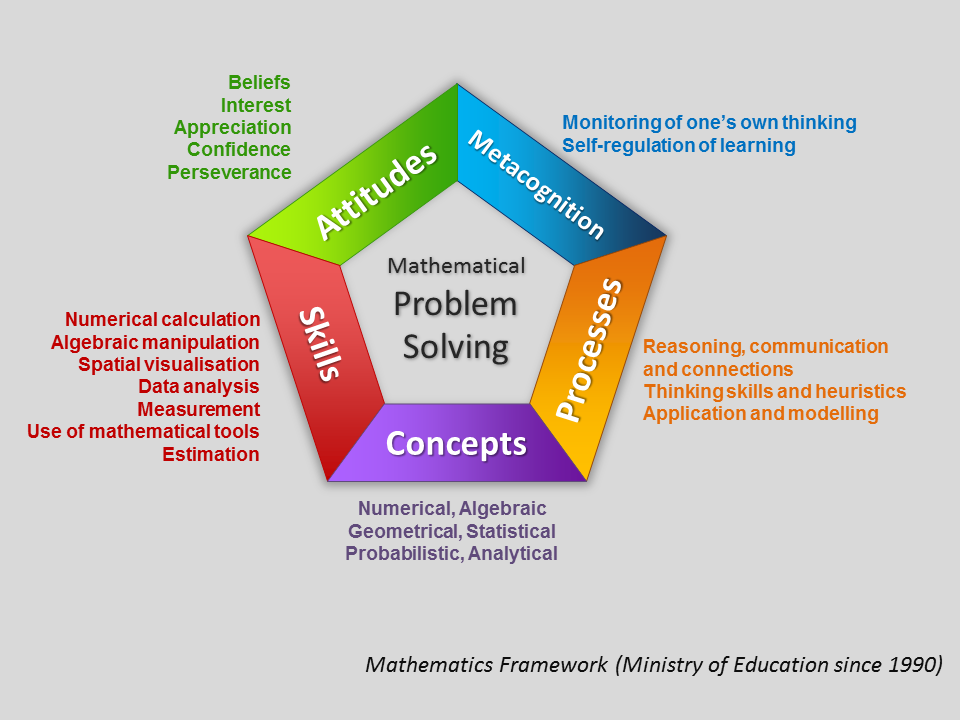 Beliefs
Interest
Appreciation
Confidence
Perseverance
Attitudes
Metacognition
Monitoring of one’s own thinking
Self-regulation of learning
Mathematical
Problem
Solving
Skills
Numerical calculation
Algebraic manipulation
Spatial visualisation
Data analysis
Measurement
Use of mathematical tools
Estimation
Processes
Reasoning, communication
and connections
Thinking skills and heuristics
Application and modelling
Concepts
Numerical, Algebraic
Geometrical, Statistical
Probabilistic, Analytical
Mathematics Framework (Ministry of Education since 1990)